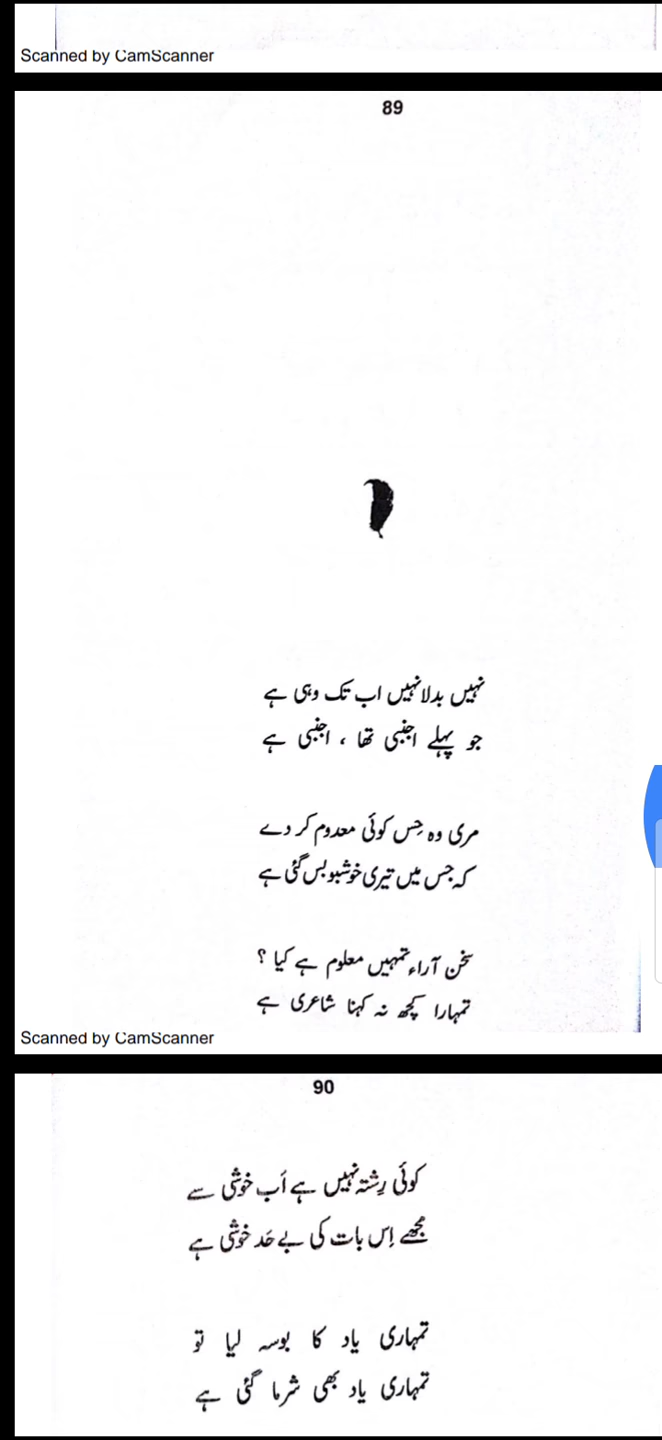 Scanned by CamScanner
89
نہیں بدلا نہیں اب تک وہی ہے
جو پہلے اجنبی تھا ، اجنبی ہے
مری وہ حِس کوئی معدوم کر دے
کہ جس میں تیری خوشبو بس گئی ہے
سخن آراء تمہیں معلوم ہے کیا ؟
تمہارا کچھ نہ کہنا شاعری ہے
Scanned by CamScanner
90
کوئی رِشتہ نہیں ہے اَب خوشی سے
مجھے اِس بات کی بے حَد خوشی ہے
تمہاری یاد کا بوسہ لیا تو
تمہاری یاد بھی شرما گئی ہے